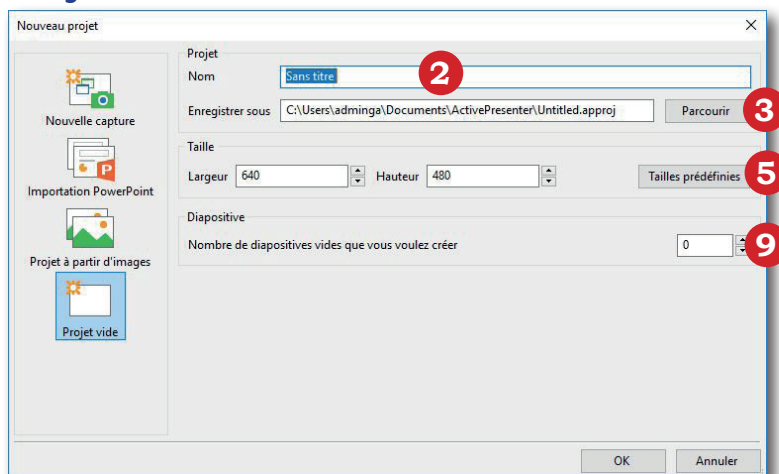 Nouveau projet
Nouvelle capture
Importation PowerPoint
Projet à partir d'images
Projet vide
Projet
Nom Sans titre 2
Enregistrer sous C:\Users\adminga\Documents\ActivePresenter\Untitled.approj Parcourir 3
Taille
Largeur 640 Hauteur 480 Tailles prédéfinies 5
Diapositive
Nombre de diapositives vides que vous voulez créer 0 9
OK Annuler